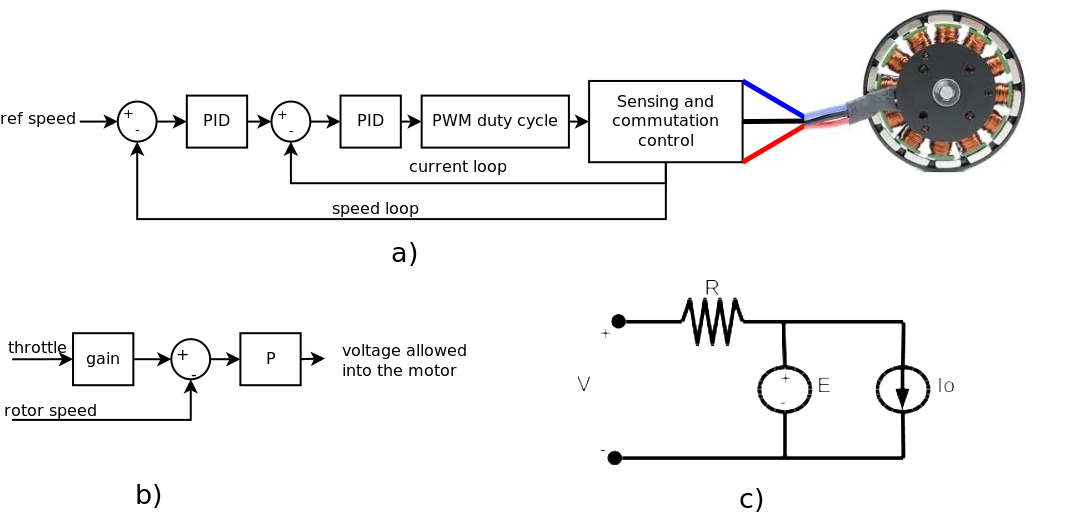 ref speed
+
-
PID
+
-
PID
PWM duty cycle
Sensing and
commutation
control
current loop
speed loop
a)
throttle
gain
+
-
P
voltage allowed
into the motor
rotor speed
b)
R
+
V
-
+
-
E
Io
c)